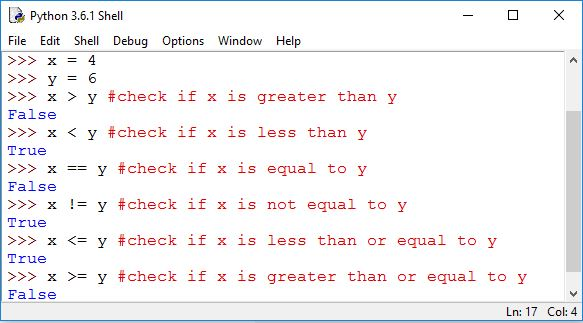 Python 3.6.1 Shell
File Edit Shell Debug Options Window Help
>>> x = 4
>>> y = 6
>>> x > y #check if x is greater than y
False
>>> x < y #check if x is less than y
True
>>> x == y #check if x is equal to y
False
>>> x != y #check if x is not equal to y
True
>>> x <= y #check if x is less than or equal to y
True
>>> x >= y #check if x is greater than or equal to y
False
Ln: 17 Col: 4